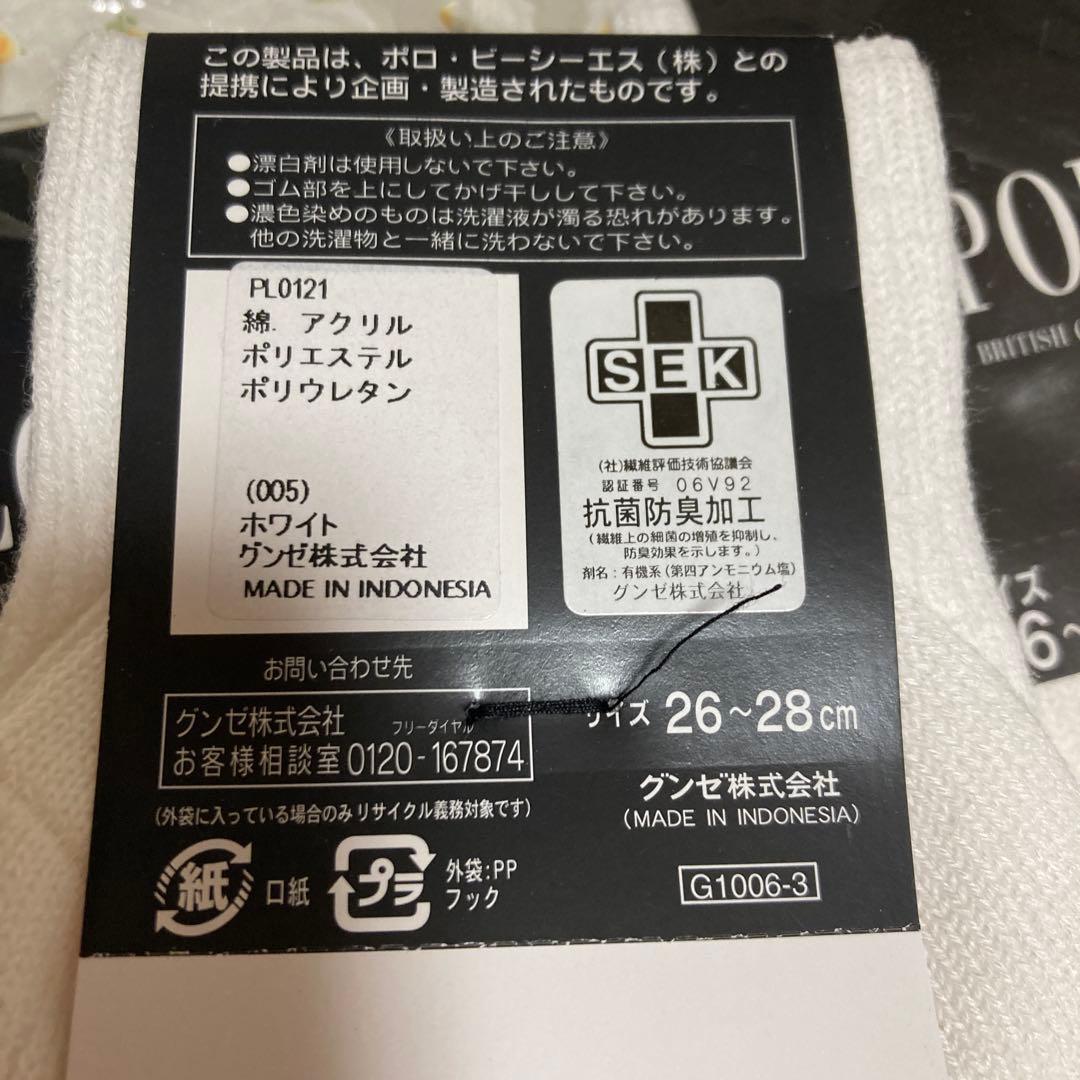 この製品は、ポロ・ビーシーエス(株)との
提携により企画・製造されたものです。
《取扱い上のご注意》
●漂白剤は使用しないで下さい。
●ゴム部を上にしてかげ干しして下さい。
●濃色染めのものは洗濯液が濁る恐れがあります。
他の洗濯物と一緒に洗わないで下さい。
PL0121
綿.アクリル
ポリエステル
ポリウレタン
(005)
ホワイト
グンゼ株式会社
MADE IN INDONESIA
SEK
(社)繊維評価技術協議会
認証番号 06V92
抗菌防臭加工
(繊維上の細菌の増殖を抑制し、
防臭効果を示します。)
剤名:有機系(第四アンモニウム塩)
グンゼ株式会社
お問い合わせ先
グンゼ株式会社 フリーダイヤル
お客様相談室 0120-167874
サイズ 26~28cm
グンゼ株式会社
(MADE IN INDONESIA)
(外袋に入っている場合のみリサイクル義務対象です)
紙 口紙
プラ 外袋:PP
フック
G1006-3
BRITISH